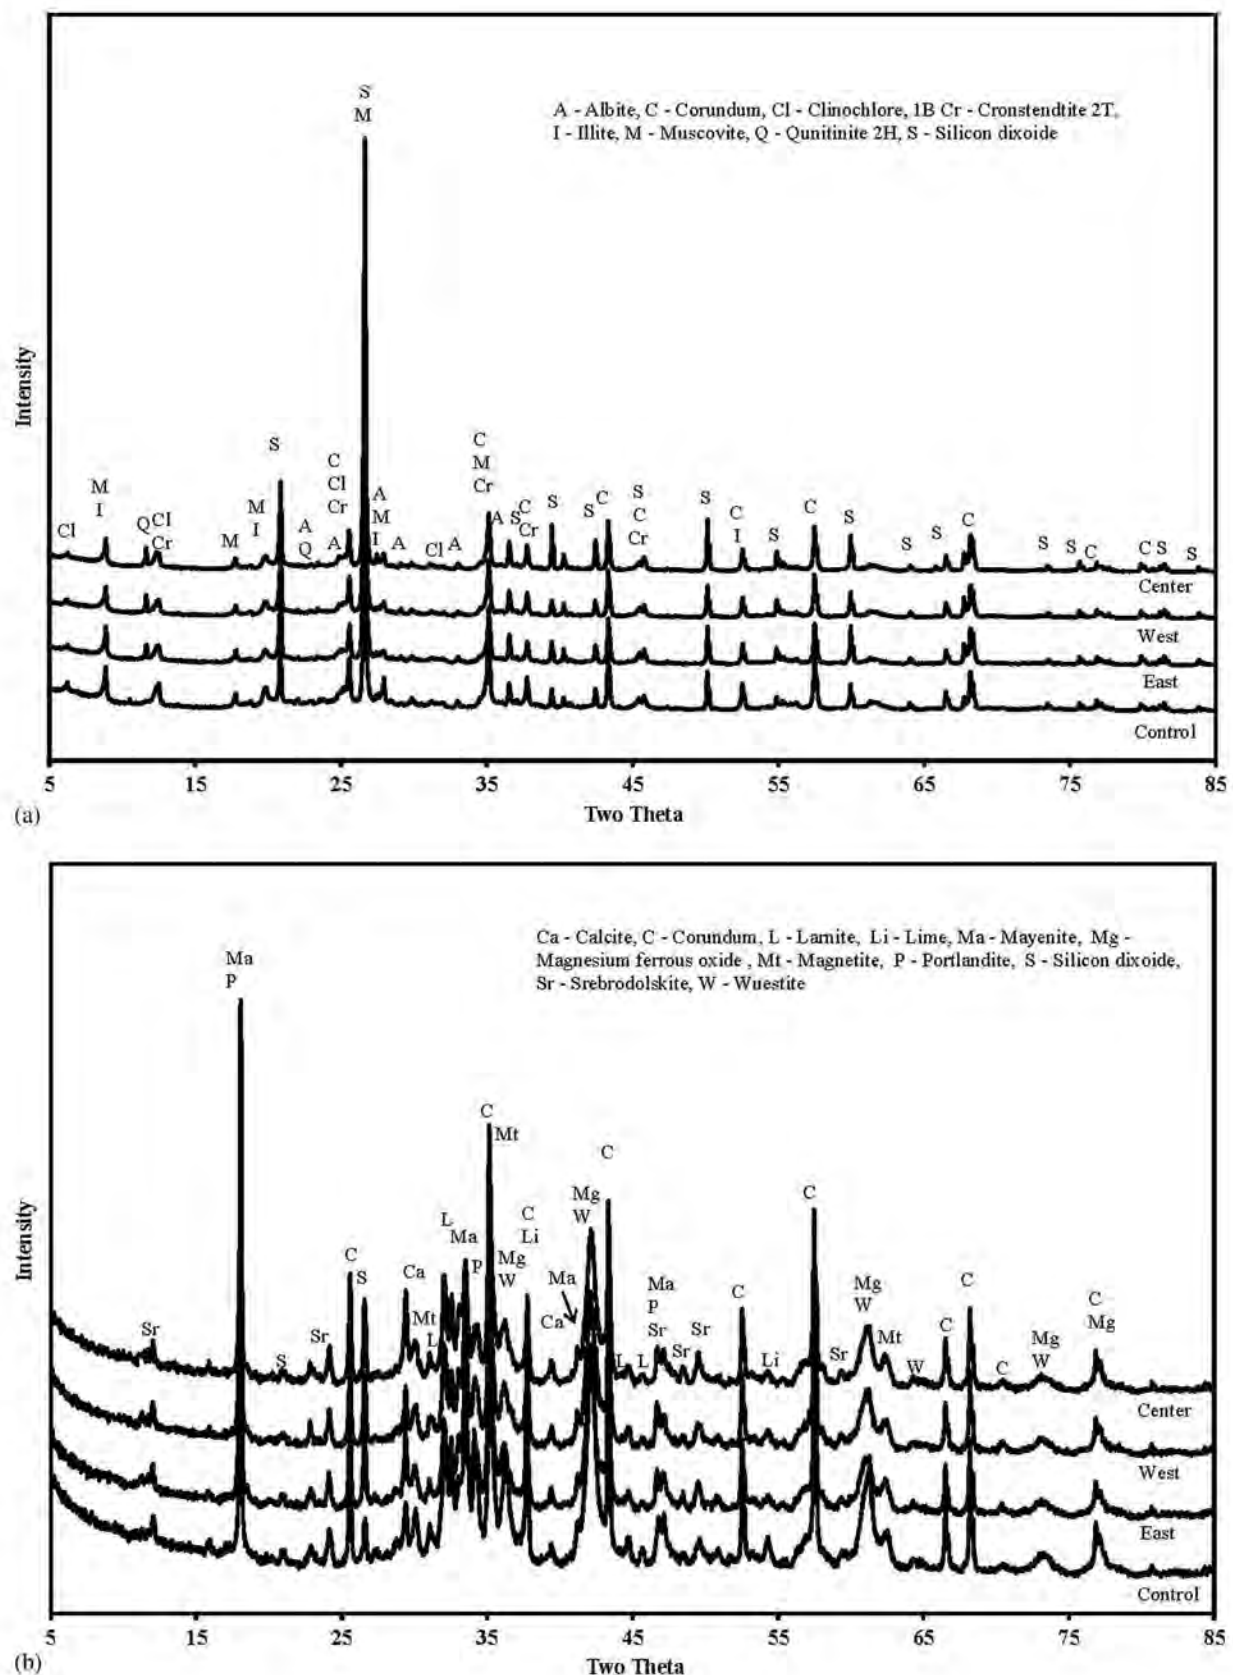 A - Albite, C - Corundum, Cl - Clinochlore, 1B Cr - Cronstendtite 2T,
I - Illite, M - Muscovite, Q - Qunitinite 2H, S - Silicon dixoide
Intensity
S
M
S
M
I
Cl
Q
Cl
Cr
M
M
I
A
Q
C
Cl
Cr
A
A
M
I
A
Cl
A
C
M
Cr
A
S
C
Cr
S
S
C
S
C
Cr
S
C
I
S
C
S
S
S
C
S
S
C
C
S
S
Center
West
East
Control
5
15
25
35
45
55
65
75
85
Two Theta
(a)
Ca - Calcite, C - Corundum, L - Larnite, Li - Lime, Ma - Mayenite, Mg -
Magnesium ferrous oxide , Mt - Magnetite, P - Portlandite, S - Silicon dixoide,
Sr - Srebrodolskite, W - Wuestite
Intensity
Ma
P
Sr
S
Sr
C
S
Ca
Mt
L
L
Ma
P
C
Mt
Mg
W
C
Li
Ca
Ma
Mg
W
C
L
L
Ma
P
Sr
Sr
Sr
C
Li
C
Sr
Mg
W
Mt
W
C
C
C
Mg
W
C
Mg
Center
West
East
Control
5
15
25
35
45
55
65
75
85
Two Theta
(b)